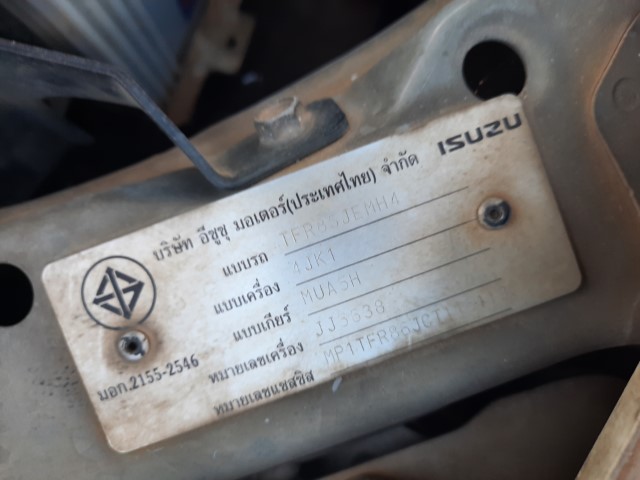 ISUZU
บริษัท อีซูซุ มอเตอร์(ประเทศไทย) จำกัด
แบบรถ
แบบเครื่อง 4JK1
แบบเกียร์ MUA5H
หมายเลขเครื่อง
หมายเลขแชสซิส
มอก.2155-2546